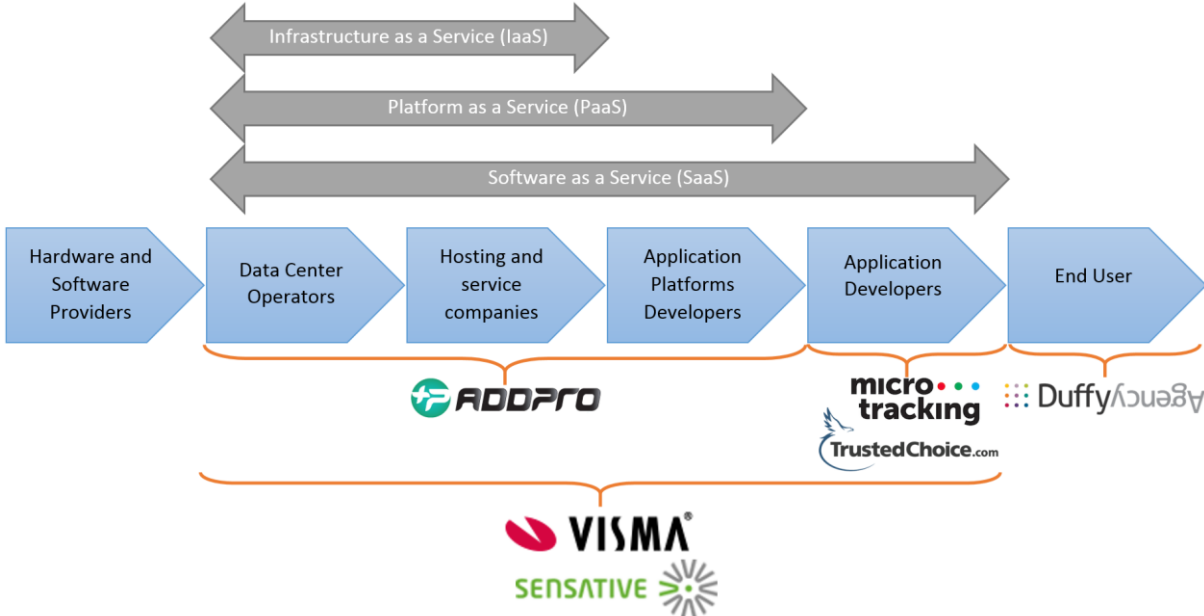 Infrastructure as a Service (IaaS)
Platform as a Service (PaaS)
Software as a Service (SaaS)
Hardware and
Software
Providers
Data Center
Operators
Hosting and
service
companies
Application
Platforms
Developers
Application
Developers
End User
+P ADDPRO
micro
tracking
TrustedChoice.com
DuffyAgency
VISMA®
SENSATIVE